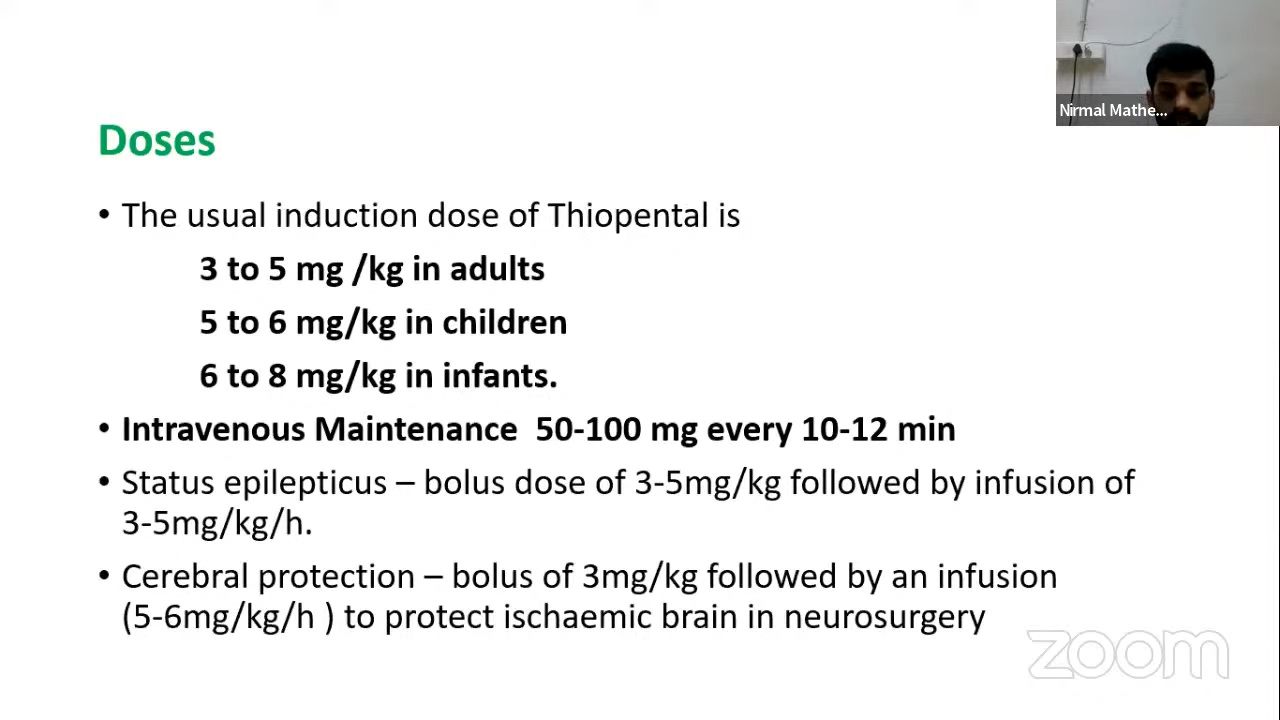 Nirmal Mathe...
Doses
• The usual induction dose of Thiopental is
3 to 5 mg /kg in adults
5 to 6 mg/kg in children
6 to 8 mg/kg in infants.
• Intravenous Maintenance  50-100 mg every 10-12 min
• Status epilepticus – bolus dose of 3-5mg/kg followed by infusion of
3-5mg/kg/h.
• Cerebral protection – bolus of 3mg/kg followed by an infusion
(5-6mg/kg/h ) to protect ischaemic brain in neurosurgery
zoom